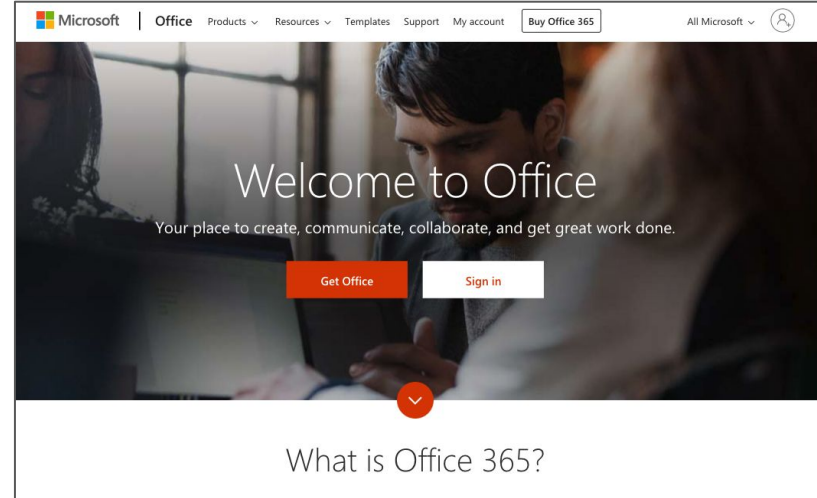 Microsoft | Office Products Resources Templates Support My account Buy Office 365 All Microsoft
Welcome to Office
Your place to create, communicate, collaborate, and get great work done.
Get Office Sign in
What is Office 365?